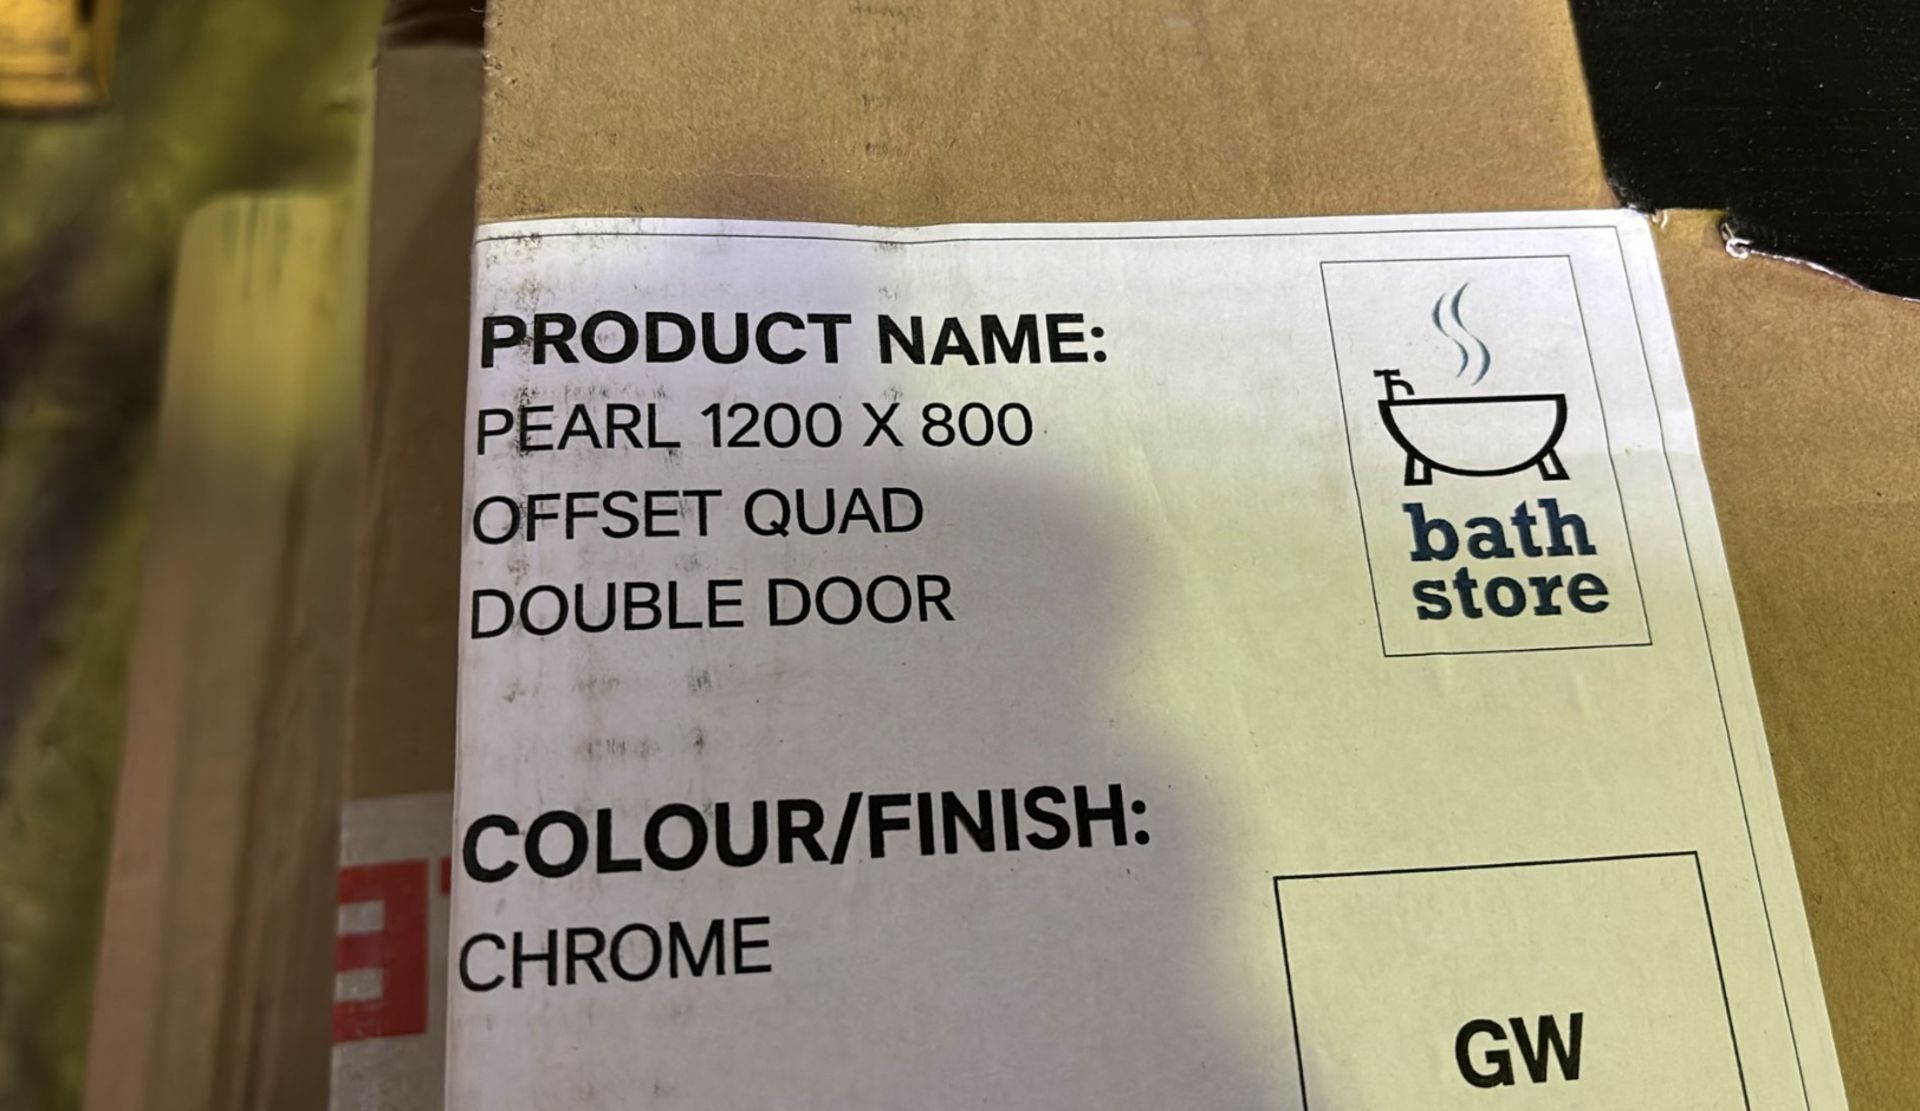 PRODUCT NAME:
PEARL 1200 X 800
OFFSET QUAD
DOUBLE DOOR
bath
store
COLOUR/FINISH:
CHROME
GW